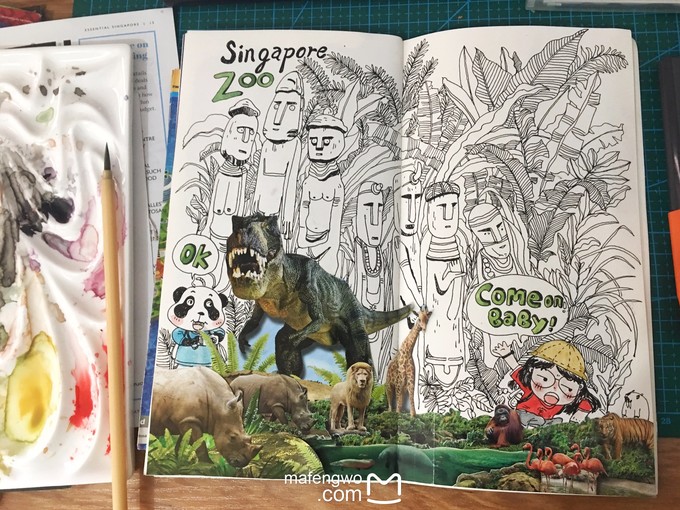 ESSENTIAL SINGAPORE
Singapore
Zoo
OK
Come on,
BaBy!
mafengwo
.com